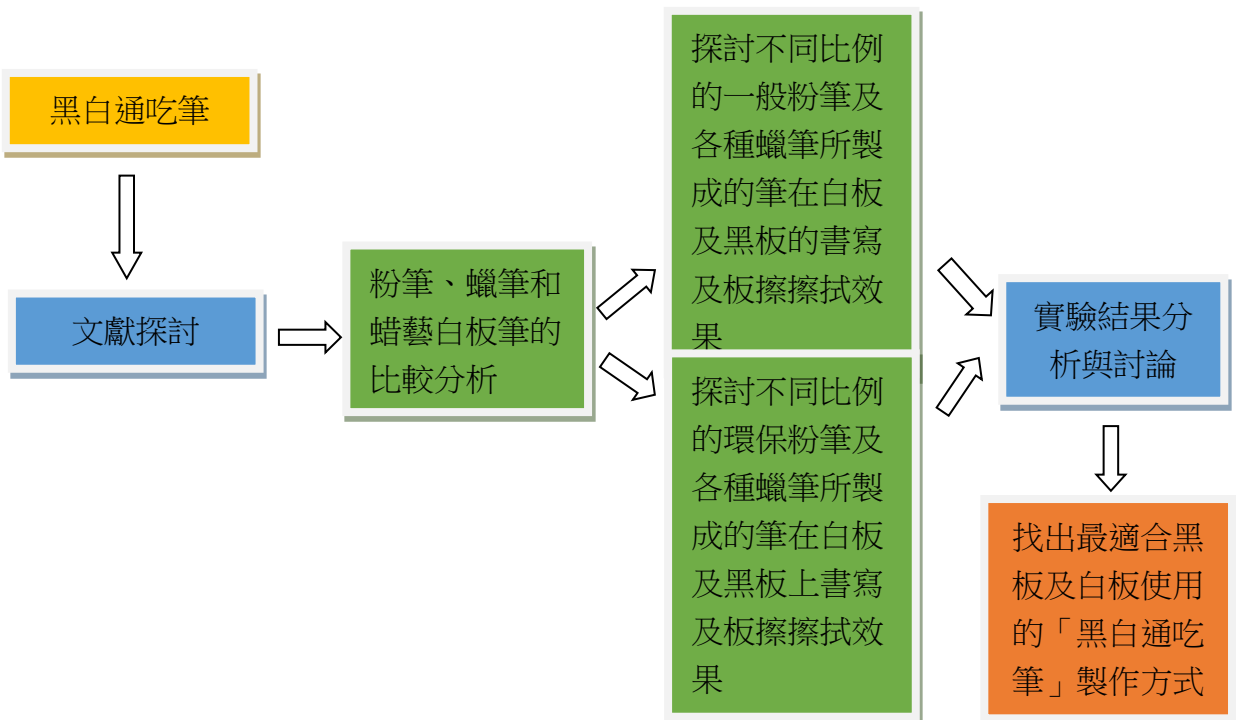 黑白通吃筆
文獻探討
粉筆、蠟筆和
蜡藝白板筆的
比較分析
探討不同比例
的一般粉筆及
各種蠟筆所製
成的筆在白板
及黑板的書寫
及板擦擦拭效
果
探討不同比例
的環保粉筆及
各種蠟筆所製
成的筆在白板
及黑板上書寫
及板擦擦拭效
果
實驗結果分
析與討論
找出最適合黑
板及白板使用
的「黑白通吃
筆」製作方式